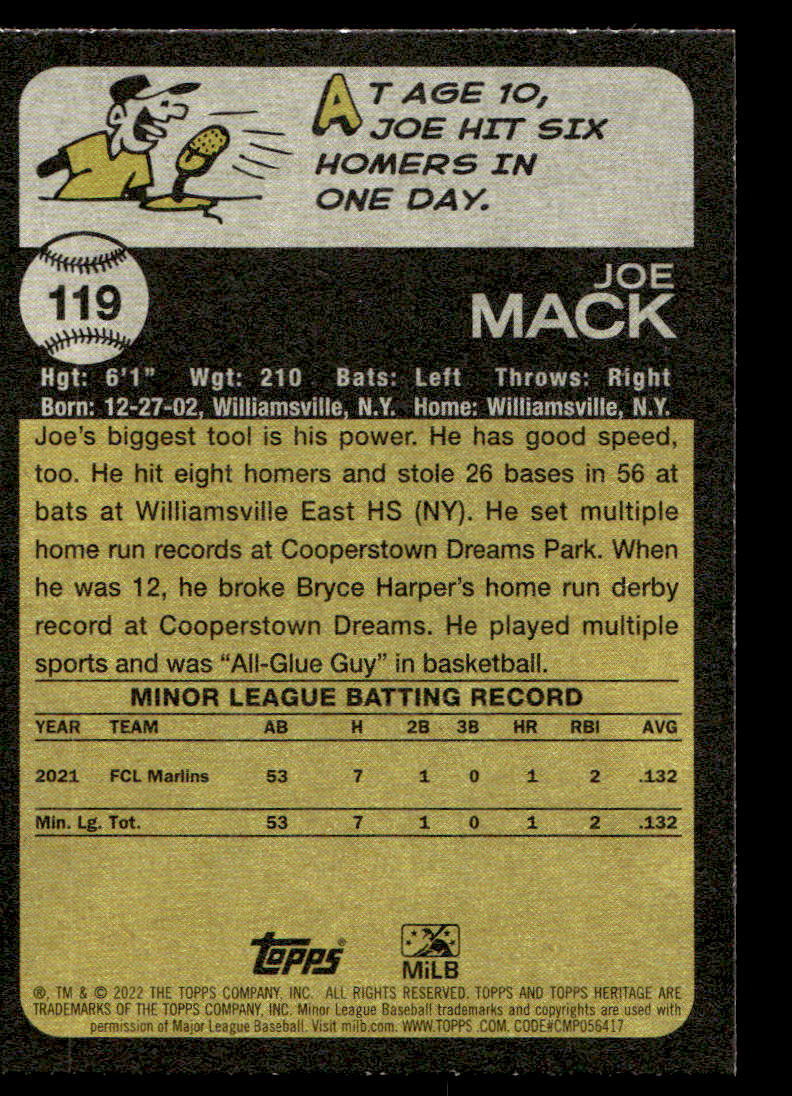 AT AGE 10,
JOE HIT SIX
HOMERS IN
ONE DAY.
119
JOE
MACK
Hgt: 6'1" Wgt: 210 Bats: Left Throws: Right
Born: 12-27-02, Williamsville, N.Y. Home: Williamsville, N.Y.
Joe's biggest tool is his power. He has good speed,
too. He hit eight homers and stole 26 bases in 56 at
bats at Williamsville East HS (NY). He set multiple
home run records at Cooperstown Dreams Park. When
he was 12, he broke Bryce Harper's home run derby
record at Cooperstown Dreams. He played multiple
sports and was “All-Glue Guy” in basketball.
MINOR LEAGUE BATTING RECORD
YEAR TEAM AB H 2B 3B HR RBI AVG
2021 FCL Marlins 53 7 1 0 1 2 .132
Min. Lg. Tot. 53 7 1 0 1 2 .132
Topps®
MiLB
®, TM & © 2022 THE TOPPS COMPANY, INC. ALL RIGHTS RESERVED. TOPPS AND TOPPS HERITAGE ARE
TRADEMARKS OF THE TOPPS COMPANY, INC. Minor League Baseball trademarks and copyrights are used with
permission of Major League Baseball. Visit milb.com. WWW.TOPPS .COM. CODE#CMP056417